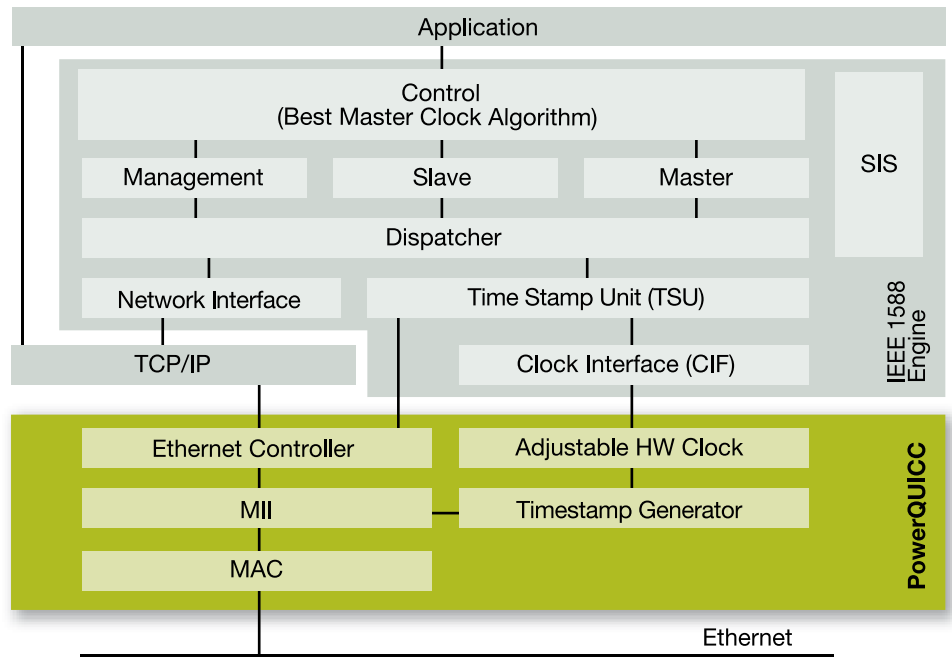 Application
Control
(Best Master Clock Algorithm)
SIS
Management
Slave
Master
Dispatcher
Network Interface
Time Stamp Unit (TSU)
IEEE 1588
Engine
TCP/IP
Clock Interface (CIF)
Ethernet Controller
Adjustable HW Clock
MII
Timestamp Generator
PowerQUICC
MAC
Ethernet